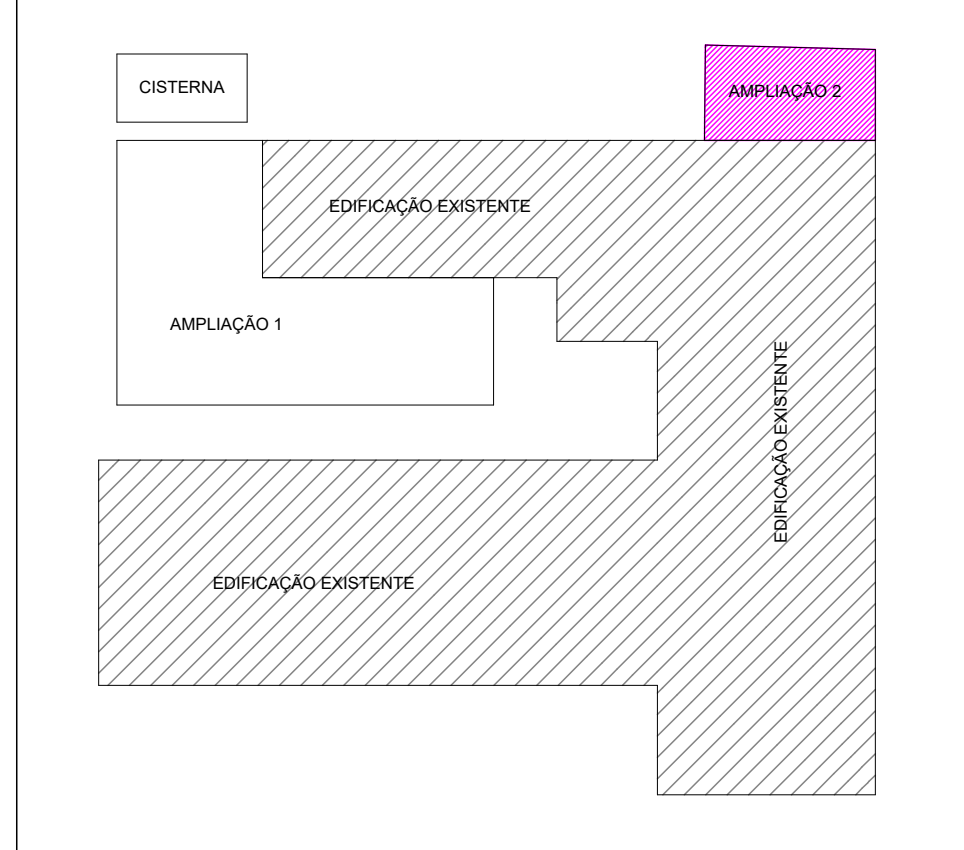 CISTERNA
AMPLIAÇÃO 2
EDIFICAÇÃO EXISTENTE
AMPLIAÇÃO 1
EDIFICAÇÃO EXISTENTE
EDIFICAÇÃO EXISTENTE